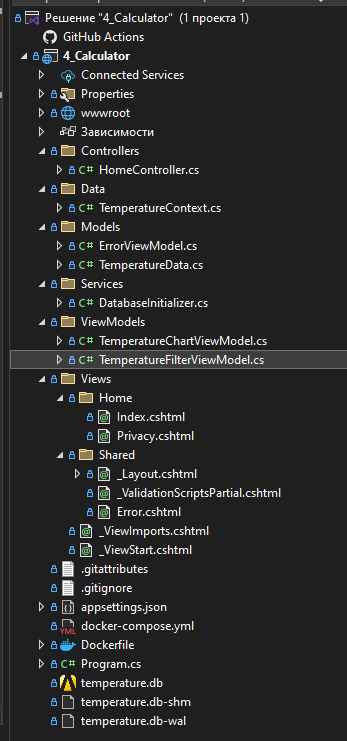 Решение "4_Calculator" (1 проекта 1)
GitHub Actions
4_Calculator
Connected Services
Properties
wwwroot
Зависимости
Controllers
C# HomeController.cs
Data
C# TemperatureContext.cs
Models
C# ErrorViewModel.cs
C# TemperatureData.cs
Services
C# DatabaseInitializer.cs
ViewModels
C# TemperatureChartViewModel.cs
C# TemperatureFilterViewModel.cs
Views
Home
Index.cshtml
Privacy.cshtml
Shared
_Layout.cshtml
_ValidationScriptsPartial.cshtml
Error.cshtml
_ViewImports.cshtml
_ViewStart.cshtml
.gitattributes
.gitignore
appsettings.json
YML docker-compose.yml
Dockerfile
C# Program.cs
temperature.db
temperature.db-shm
temperature.db-wal